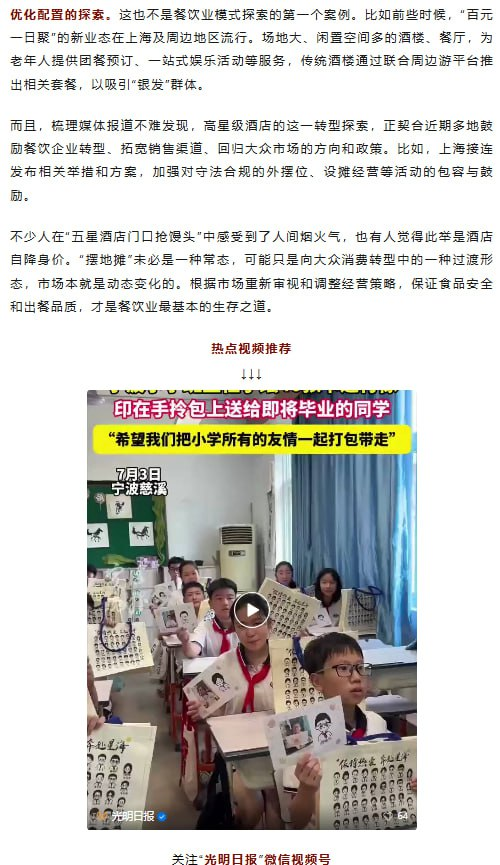 优化配置的探索。这也不是餐饮业模式探索的第一个案例。比如前些时候，“百元
一日聚”的新业态在上海及周边地区流行。场地大、闲置空间多的酒楼、餐厅，为
老年人提供团餐预订、一站式娱乐活动等服务，传统酒楼通过联合周边游平台推
出相关套餐，以吸引“银发”群体。
而且，梳理媒体报道不难发现，高星级酒店的这一转型探索，正契合近期多地鼓
励餐饮企业转型、拓宽销售渠道、回归大众市场的方向和政策。比如，上海接连
发布相关举措和方案，加强对守法合规的外摆位、设摊经营等活动的包容与鼓
励。
不少人在“五星酒店门口抢馒头”中感受到了人间烟火气，也有人觉得此举是酒店
自降身价。“摆地摊”未必是一种常态，可能只是向大众消费转型中的一种过渡形
态，市场本就是动态变化的。根据市场重新审视和调整经营策略，保证食品安全
和出餐品质，才是餐饮业最基本的生存之道。
热点视频推荐
↓↓↓
印在手拎包上送给即将毕业的同学
“希望我们把小学所有的友情一起打包带走”
7月3日
宁波慈溪
奔赴星海
光明日报
64
关注“光明日报”微信视频号